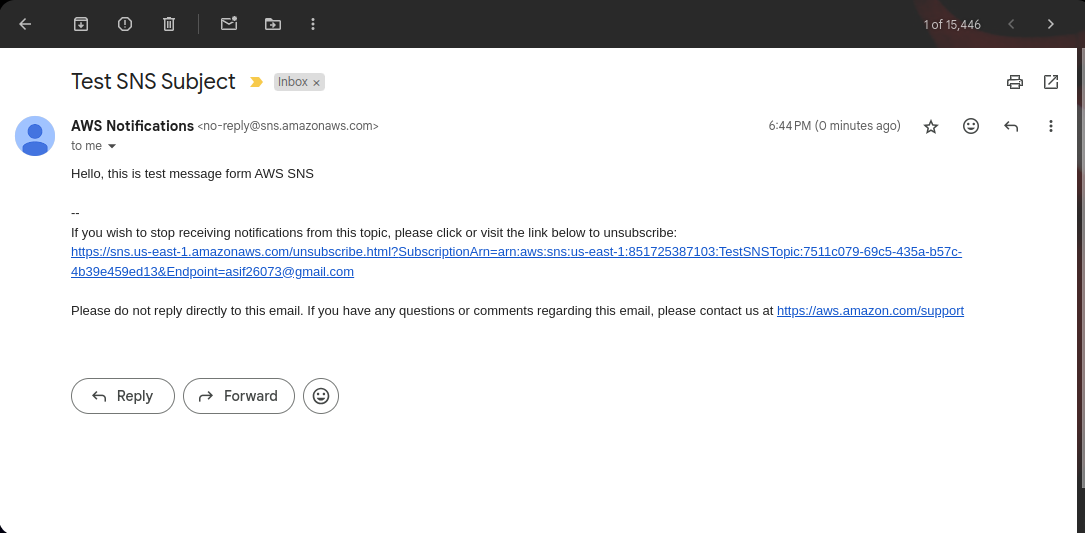 1 of 15,446
Test SNS Subject Inbox ×
AWS Notifications <no-reply@sns.amazonaws.com> 6:44 PM (0 minutes ago)
to me
Hello, this is test message form AWS SNS
--
If you wish to stop receiving notifications from this topic, please click or visit the link below to unsubscribe:
https://sns.us-east-1.amazonaws.com/unsubscribe.html?SubscriptionArn=arn:aws:sns:us-east-1:851725387103:TestSNSTopic:7511c079-69c5-435a-b57c-
4b39e459ed13&Endpoint=asif26073@gmail.com
Please do not reply directly to this email. If you have any questions or comments regarding this email, please contact us at https://aws.amazon.com/support
Reply Forward